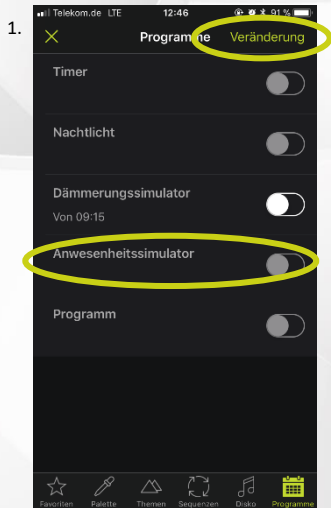 1.
Telekom.de LTE 12:46 91 %
Programme Veränderung
Timer
Nachtlicht
Dämmerungssimulator
Von 09:15
Anwesenheitssimulator
Programm
Favoriten Palette Themen Sequenzen Disko Programme